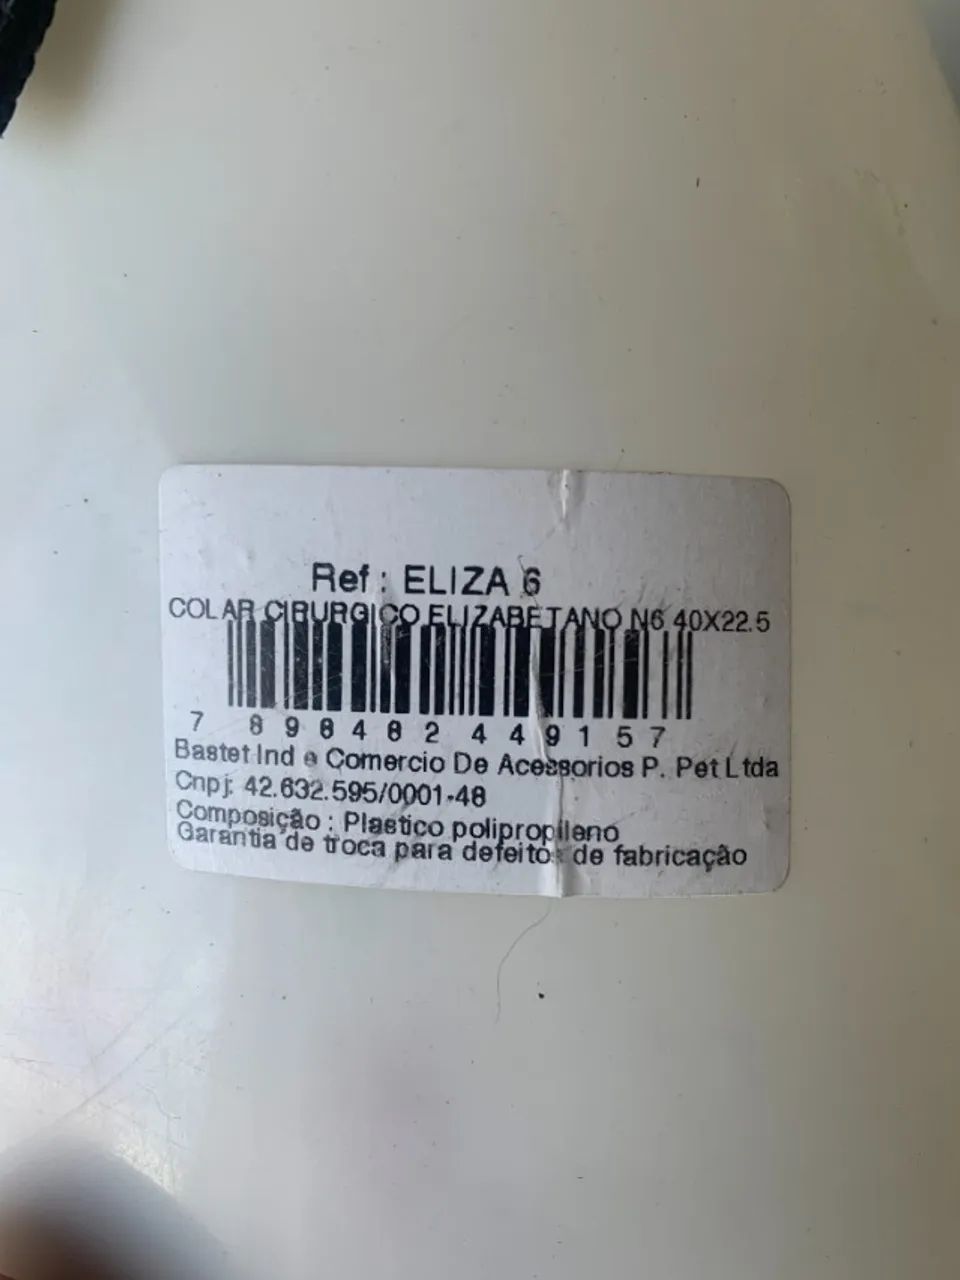 Ref : ELIZA 6
COLAR CIRURGICO ELIZABETANO N6 40X22.5
7 898482 449157
Bastet Ind e Comercio De Acessorios P. Pet Ltda
Cnpj: 42.632.595/0001-48
Composição : Plastico polipropileno
Garantia de troca para defeitos de fabricação